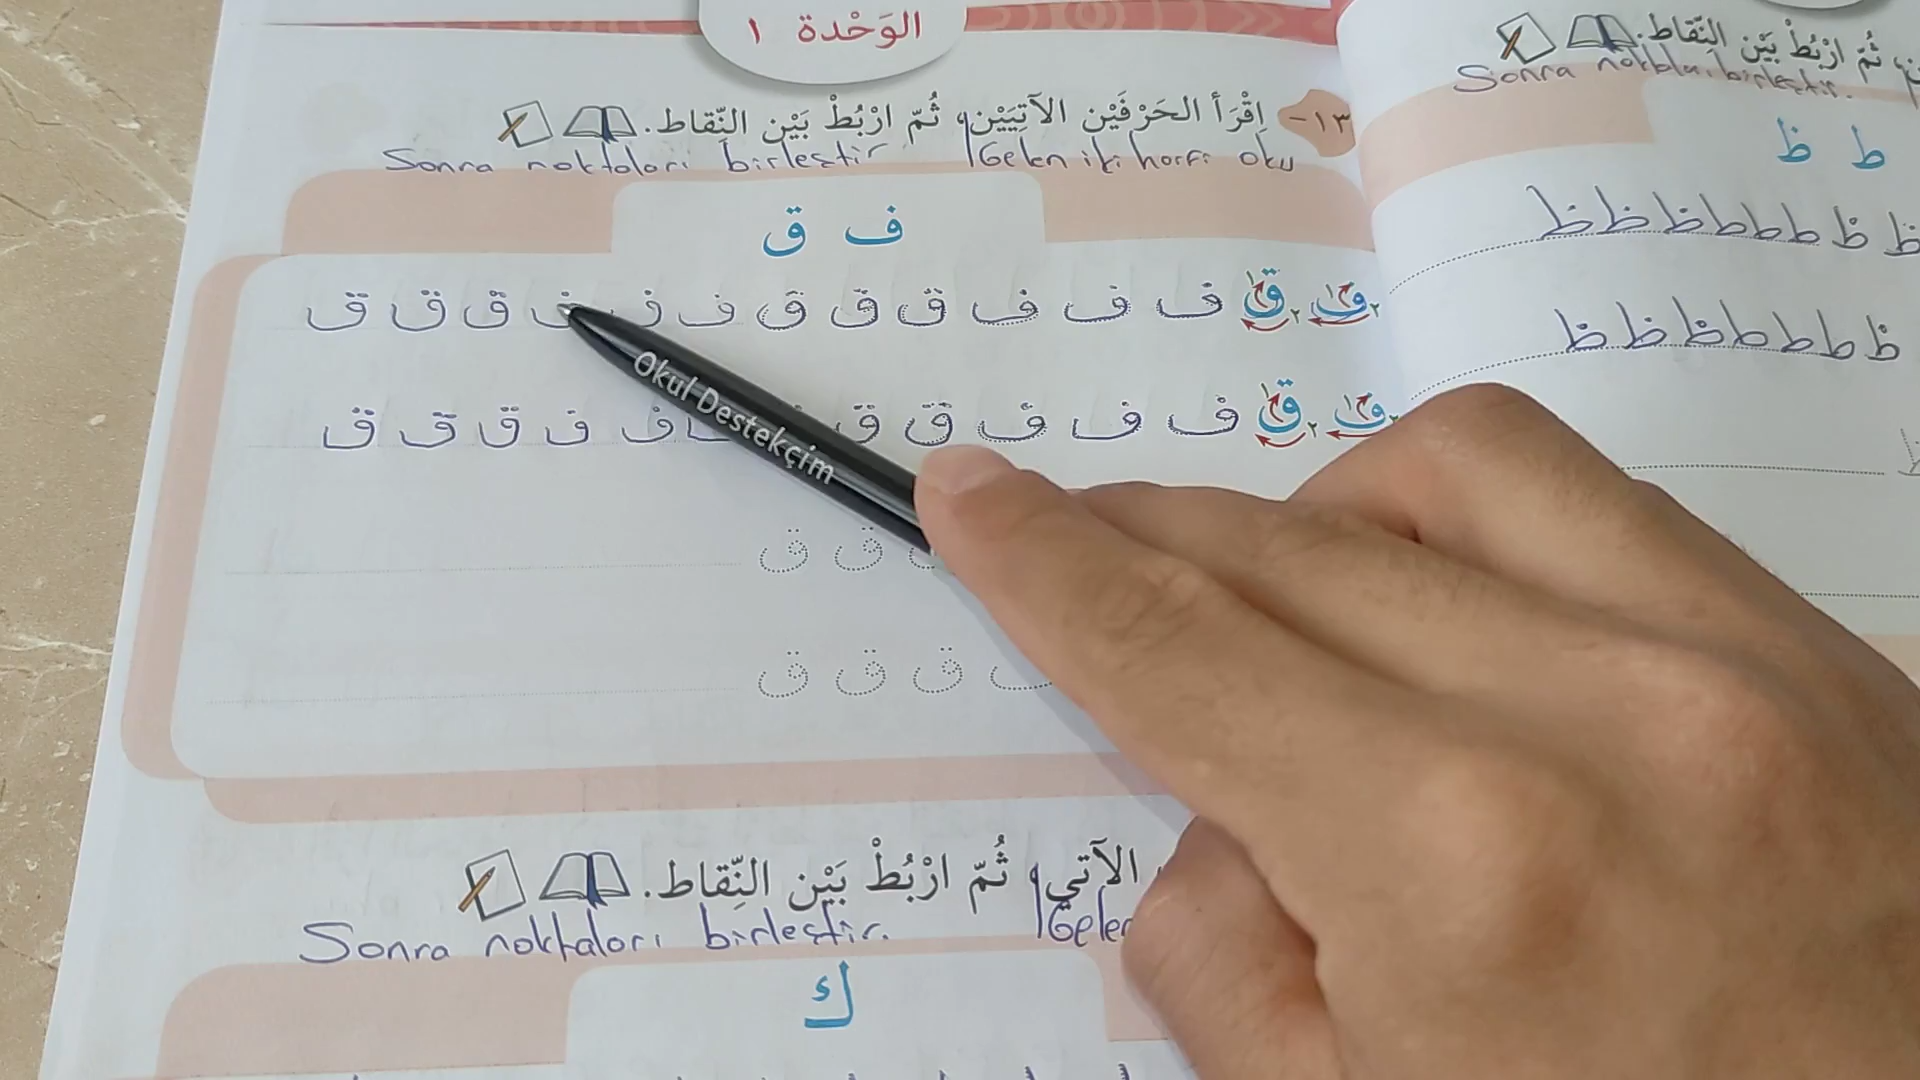 الوَحْدة ١
١٣- اِقْرَأ الحَرْفَيْنِ الآتِيَيْنِ، ثُمّ ارْبُطْ بَيْن النِّقاط.
Sonra noktaları birleştir. Gelen iki harfi oku
ف ق
ف ق ف ف ف ق ق ق ف ف ف ق ق ق
ف ق ف ف ف ق ق ف ف ق ق ق
Okul Destekçim
ق ق
ق ق ق
الآتي، ثُمّ ارْبُطْ بَيْن النِّقاط.
Sonra noktaları birleştir. Gelen
ك
ثُمّ ارْبُطْ بَيْن النِّقاط.
Sonra noktaları birleştir.
ط ظ
ظ ظ ط ط ط ظ ظ ظ
ظ ط ط ط ظ ظ ظ